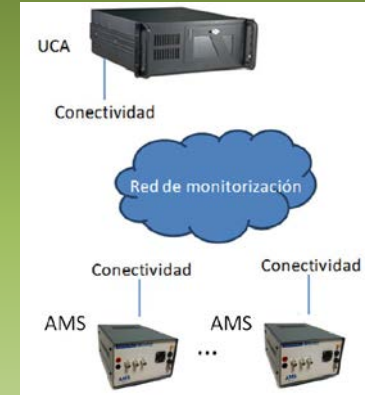 UCA
Conectividad
Red de monitorización
Conectividad
Conectividad
AMS
AMS
...